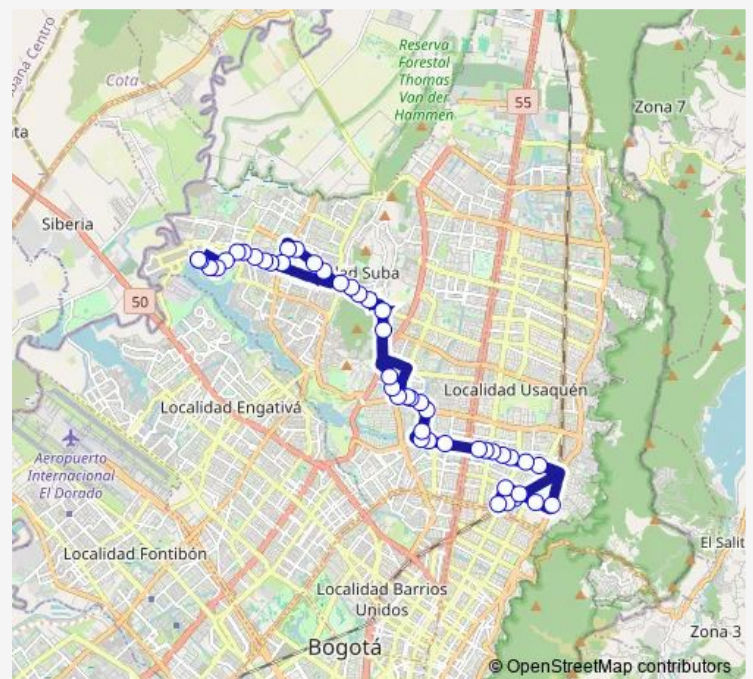 Reserva
Forestal
Thomas
Van der
Hammen
Cota
55
Zona 7
Siberia
50
Suba
Localidad Usaquén
Localidad Engativá
Aeropuerto
Internacional
El Dorado
El Salit
Localidad Fontibón
Localidad Barrios
Unidos
Zona 3
Bogotá
© OpenStreetMap contributors